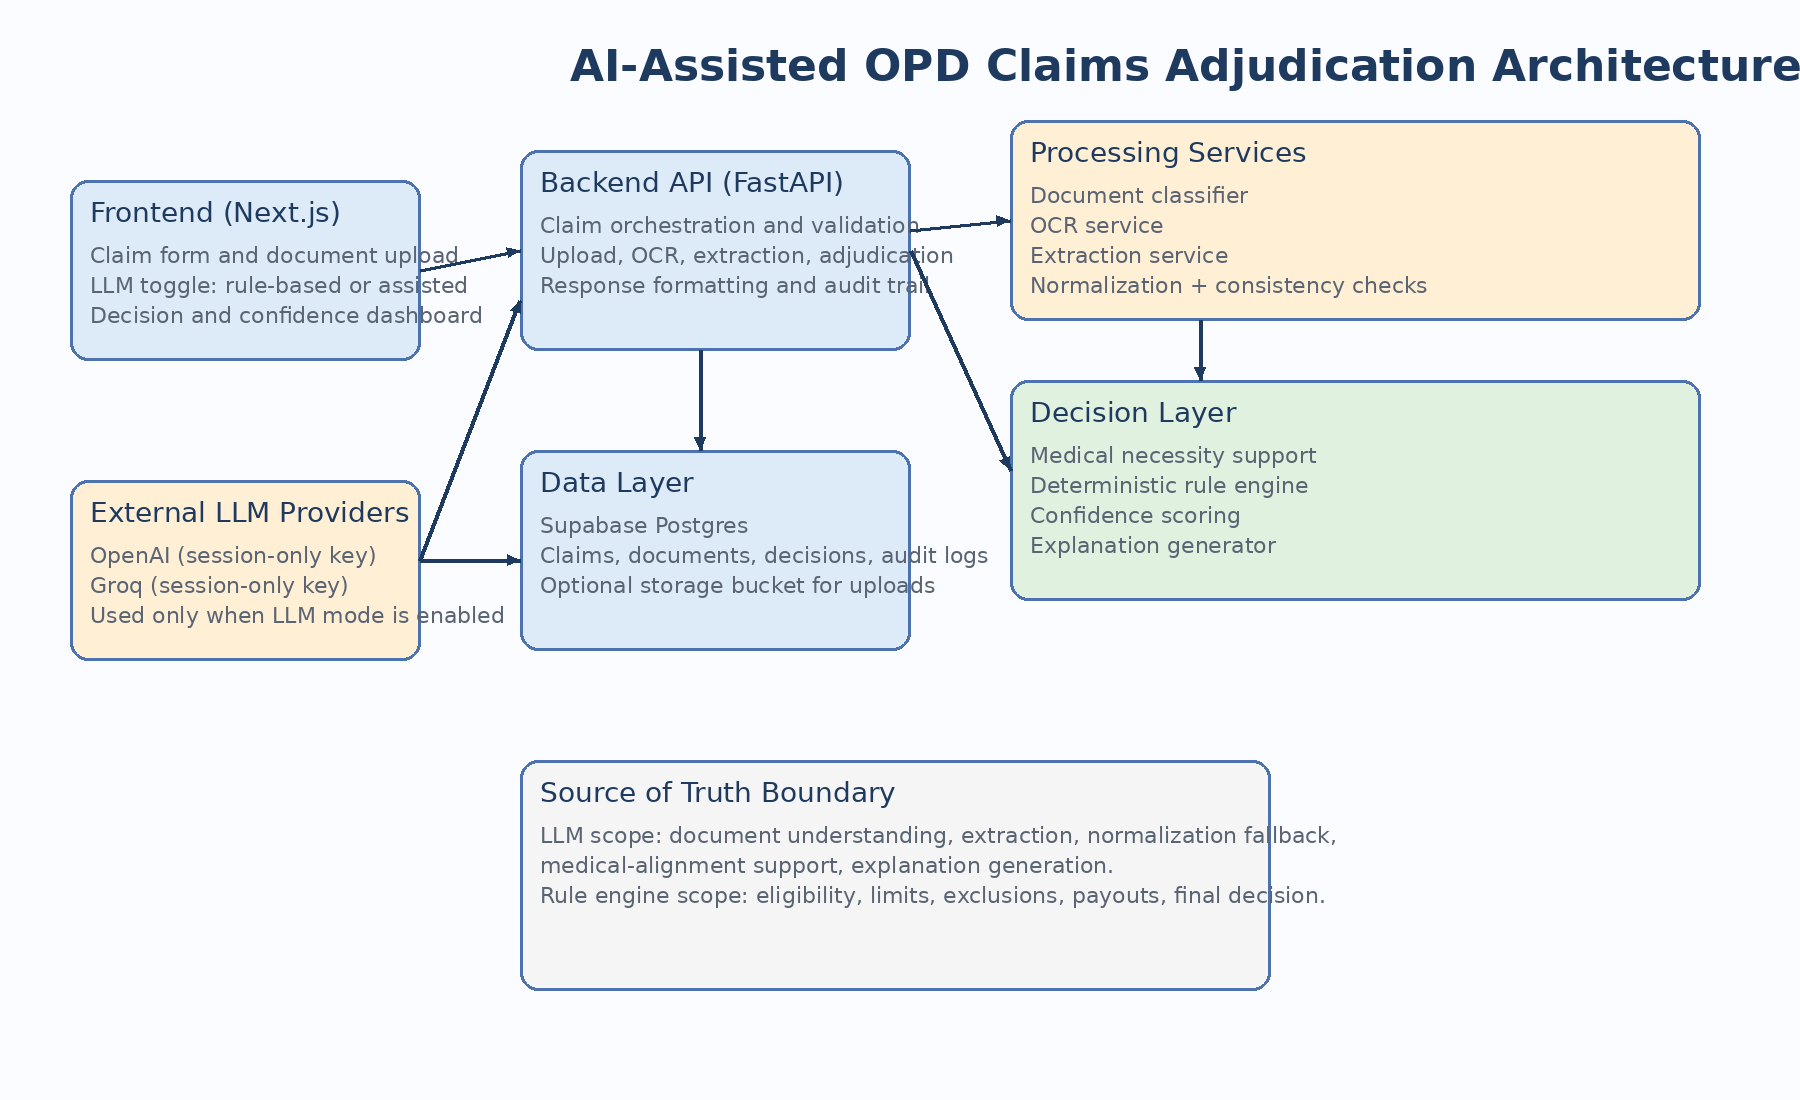 AI-Assisted OPD Claims Adjudication Architecture
Frontend (Next.js)
Claim form and document upload
LLM toggle: rule-based or assisted
Decision and confidence dashboard
Backend API (FastAPI)
Claim orchestration and validation
Upload, OCR, extraction, adjudication
Response formatting and audit trail
Processing Services
Document classifier
OCR service
Extraction service
Normalization + consistency checks
External LLM Providers
OpenAI (session-only key)
Groq (session-only key)
Used only when LLM mode is enabled
Data Layer
Supabase Postgres
Claims, documents, decisions, audit logs
Optional storage bucket for uploads
Decision Layer
Medical necessity support
Deterministic rule engine
Confidence scoring
Explanation generator
Source of Truth Boundary
LLM scope: document understanding, extraction, normalization fallback,
medical-alignment support, explanation generation.
Rule engine scope: eligibility, limits, exclusions, payouts, final decision.